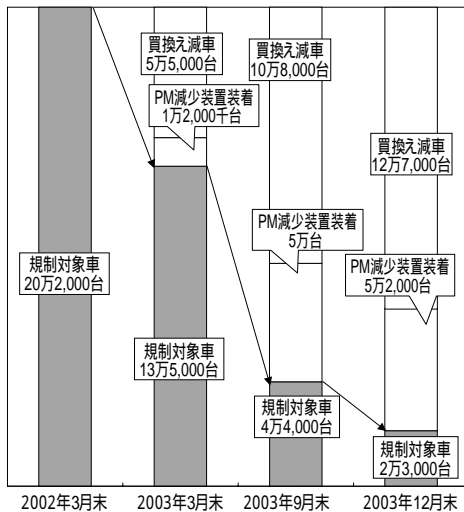 買換え減車
5万5,000台
PM減少装置装着
1万2,000千台
規制対象車
20万2,000台
規制対象車
13万5,000台
買換え減車
10万8,000台
PM減少装置装着
5万台
規制対象車
4万4,000台
買換え減車
12万7,000台
PM減少装置装着
5万2,000台
規制対象車
2万3,000台
2002年3月末
2003年3月末
2003年9月末
2003年12月末